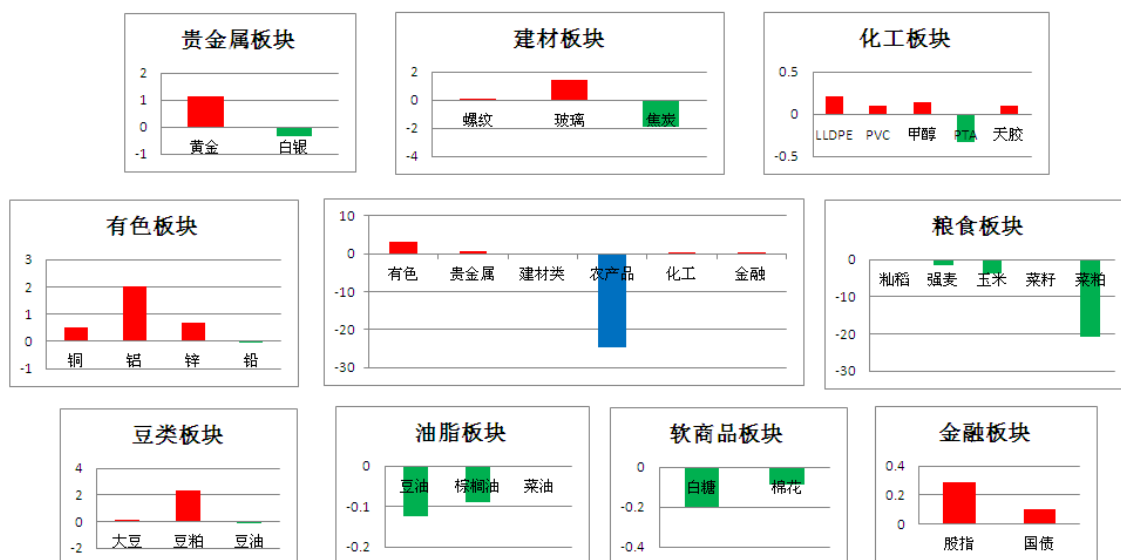 贵金属板块
2
1
0
-1
黄金 白银
建材板块
2
0
-2
-4
螺纹 玻璃 焦炭
化工板块
0.5
0
-0.5
LLDPE PVC 甲醇 PTA 天胶
有色板块
3
2
1
0
-1
铜 铝 锌 铅
10
0
-10
-20
-30
有色 贵金属 建材类 农产品 化工 金融
粮食板块
0
-10
-20
-30
籼稻 强麦 玉米 菜籽 菜粕
豆类板块
4
2
0
-2
大豆 豆粕 豆油
油脂板块
0
-0.1
-0.2
豆油 棕榈油 菜油
软商品板块
0
-0.2
-0.4
白糖 棉花
金融板块
0.4
0.2
0
股指 国债